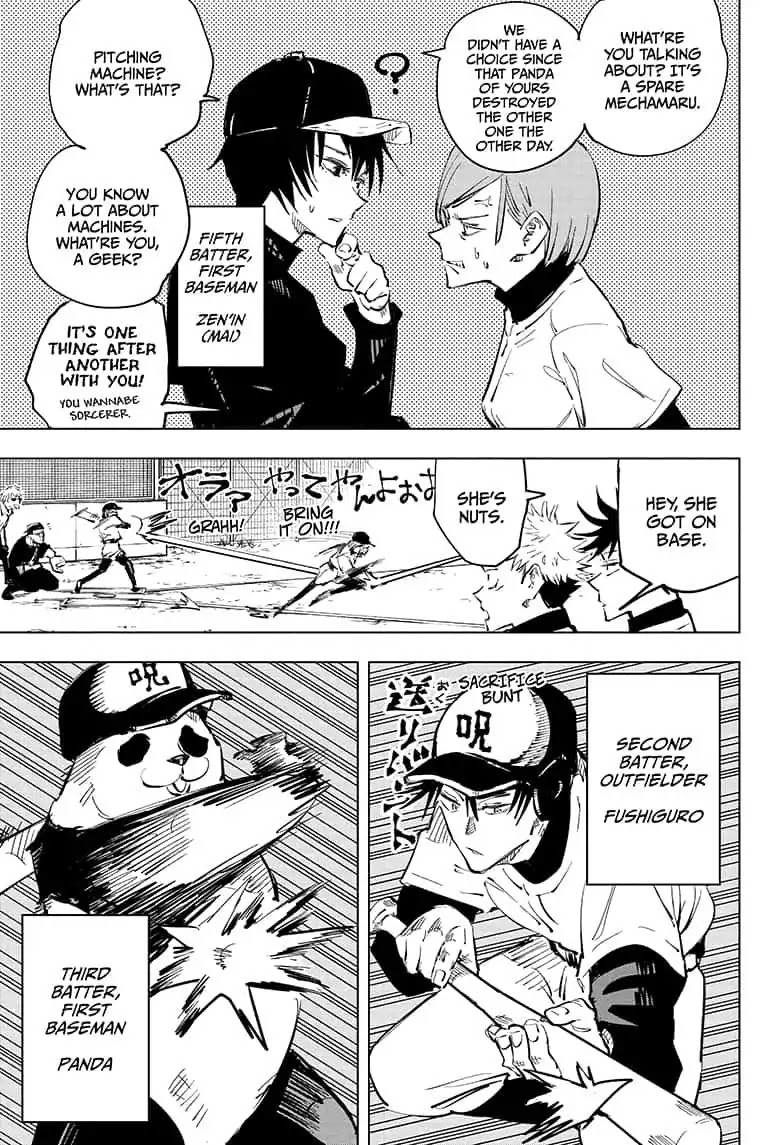 WHAT'RE
YOU TALKING
ABOUT? IT'S
A SPARE
MECHAMARU.
WE
DIDN'T HAVE A
CHOICE SINCE
THAT PANDA
OF YOURS
DESTROYED
THE OTHER
ONE THE
OTHER DAY.
?
PITCHING
MACHINE?
WHAT'S THAT?
YOU KNOW
A LOT ABOUT
MACHINES.
WHAT'RE YOU,
A GEEK?
FIFTH
BATTER,
FIRST
BASEMAN
ZEN'IN
(MAI)
IT'S ONE
THING AFTER
ANOTHER
WITH YOU!
YOU WANNABE
SORCERER.
HEY, SHE
GOT ON
BASE.
SHE'S
NUTS.
やってやんよおお
BRING
IT ON!!!
オラァ
GRAHH!
SECOND
BATTER,
OUTFIELDER
FUSHIGURO
SACRIFICE
BUNT
送りバント
おく
呪
呪
THIRD
BATTER,
FIRST
BASEMAN
PANDA